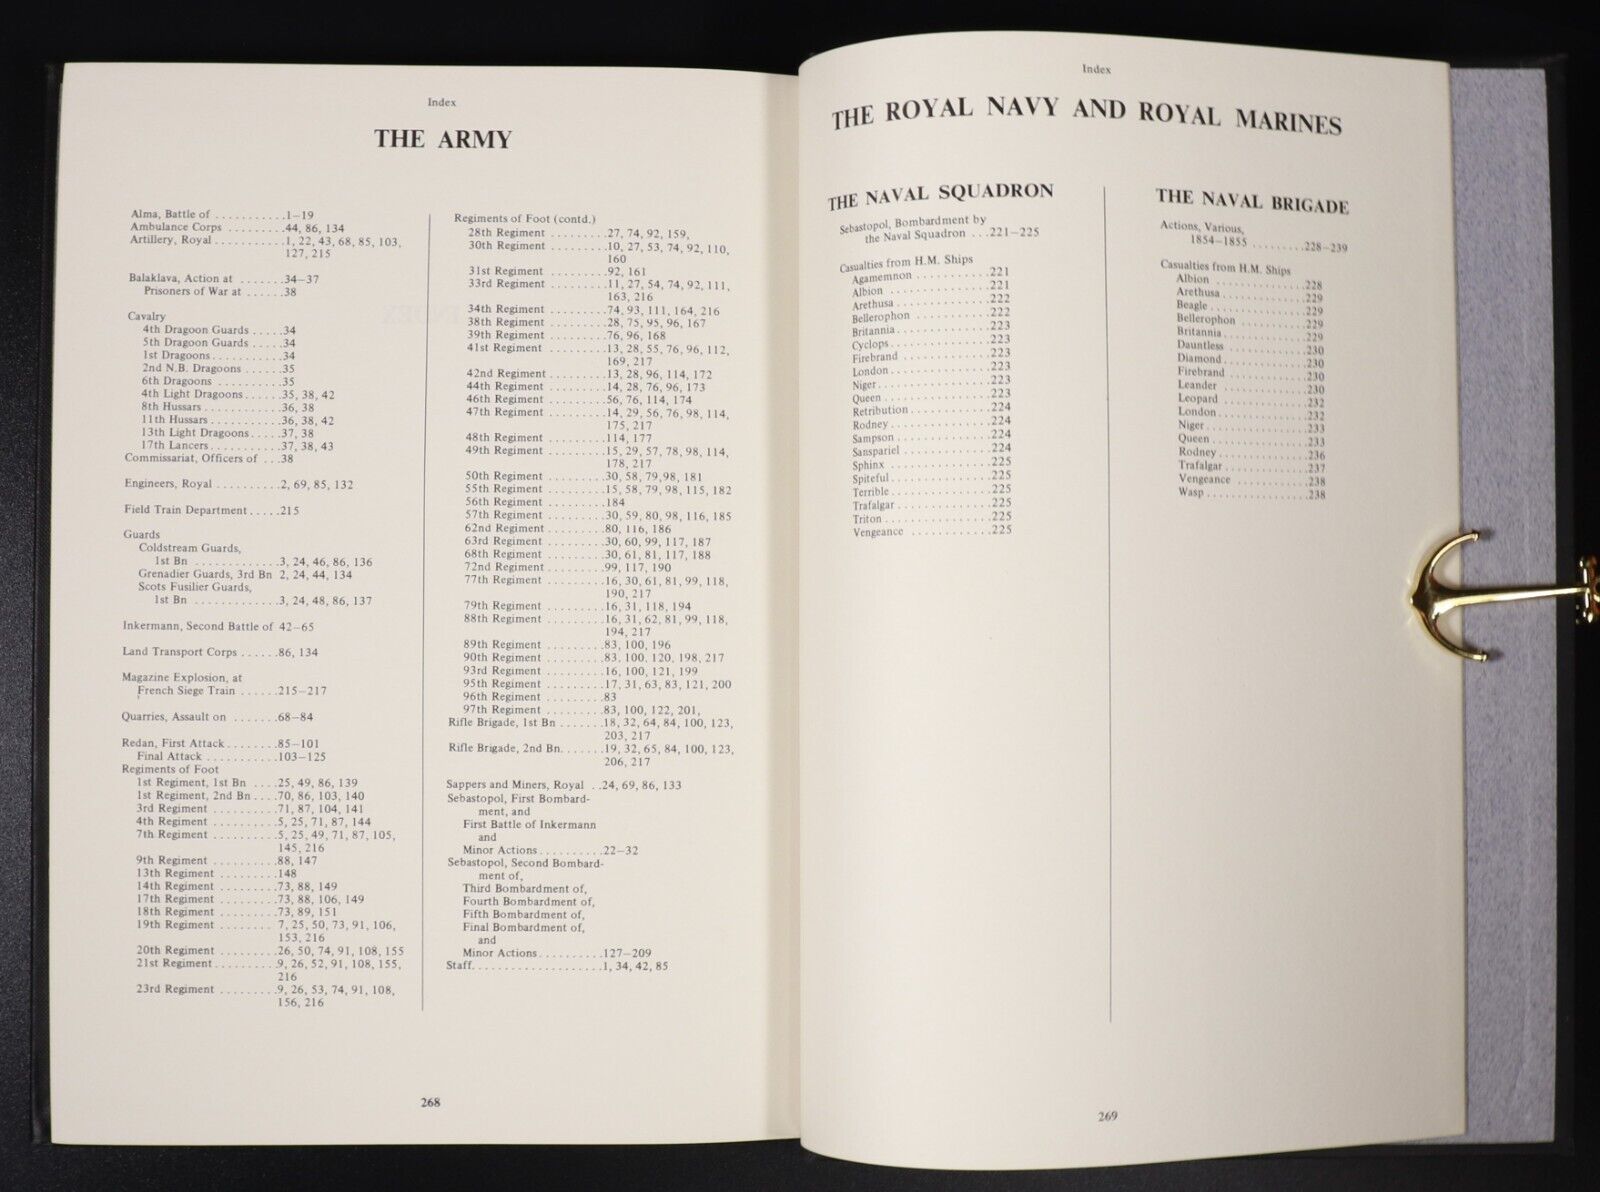 Index
THE ARMY
Alma, Battle of ...........1–19
Ambulance Corps .........44, 86, 134
Artillery, Royal ...........1, 22, 43, 68, 85, 103,
127, 215
Balaklava, Action at .......34–37
Prisoners of War at ......38
Cavalry
4th Dragoon Guards .....34
5th Dragoon Guards .....34
1st Dragoons...........34
2nd N.B. Dragoons ......35
6th Dragoons ..........35
4th Light Dragoons......35, 38, 42
8th Hussars............36, 38
11th Hussars...........36, 38, 42
13th Light Dragoons.....37, 38
17th Lancers...........37, 38, 43
Commissariat, Officers of ...38
Engineers, Royal ..........2, 69, 85, 132
Field Train Department.....215
Guards
Coldstream Guards,
1st Bn .............3, 24, 46, 86, 136
Grenadier Guards, 3rd Bn 2, 24, 44, 134
Scots Fusilier Guards,
1st Bn .............3, 24, 48, 86, 137
Inkermann, Second Battle of 42–65
Land Transport Corps ......86, 134
Magazine Explosion, at
French Siege Train ......215–217
Quarries, Assault on .......68–84
Redan, First Attack........85–101
Final Attack ...........103–125
Regiments of Foot
1st Regiment, 1st Bn ....25, 49, 86, 139
1st Regiment, 2nd Bn....70, 86, 103, 140
3rd Regiment ..........71, 87, 104, 141
4th Regiment ..........5, 25, 71, 87, 144
7th Regiment ..........5, 25, 49, 71, 87, 105,
145, 216
9th Regiment ..........88, 147
13th Regiment .........148
14th Regiment .........73, 88, 149
17th Regiment .........73, 88, 106, 149
18th Regiment .........73, 89, 151
19th Regiment ........ 7, 25, 50, 73, 91, 106,
153, 216
20th Regiment .........26, 50, 74, 91, 108, 155
21st Regiment..........9, 26, 52, 91, 108, 155,
216
23rd Regiment .........9, 26, 53, 74, 91, 108,
156, 216
Regiments of Foot (contd.)
28th Regiment .........27, 74, 92, 159,
30th Regiment .........10, 27, 53, 74, 92, 110,
160
31st Regiment .........92, 161
33rd Regiment .........11, 27, 54, 74, 92, 111,
163, 216
34th Regiment .........74, 93, 111, 164, 216
38th Regiment .........28, 75, 95, 96, 167
39th Regiment .........76, 96, 168
41st Regiment .........13, 28, 55, 76, 96, 112,
169, 217
42nd Regiment.........13, 28, 96, 114, 172
44th Regiment .........14, 28, 76, 96, 173
46th Regiment .........56, 76, 114, 174
47th Regiment .........14, 29, 56, 76, 98, 114,
175, 217
48th Regiment .........114, 177
49th Regiment .........15, 29, 57, 78, 98, 114,
178, 217
50th Regiment .........30, 58, 79,98, 181
55th Regiment .........15, 58, 79, 98, 115, 182
56th Regiment .........184
57th Regiment .........30, 59, 80, 98, 116, 185
62nd Regiment .........80, 116, 186
63rd Regiment .........30, 60, 99, 117, 187
68th Regiment .........30, 61, 81, 117, 188
72nd Regiment.........99, 117, 190
77th Regiment .........16, 30, 61, 81, 99, 118,
190, 217
79th Regiment .........16, 31, 118, 194
88th Regiment .........16, 31, 62, 81, 99, 118,
194, 217
89th Regiment .........83, 100, 196
90th Regiment .........83, 100, 120, 198, 217
93rd Regiment .........16, 100, 121, 199
95th Regiment .........17, 31, 63, 83, 121, 200
96th Regiment .........83
97th Regiment .........83, 100, 122, 201,
Rifle Brigade, 1st Bn .......18, 32, 64, 84, 100, 123,
203, 217
Rifle Brigade, 2nd Bn.......19, 32, 65, 84, 100, 123,
206, 217
Sappers and Miners, Royal ..24, 69, 86, 133
Sebastopol, First Bombard-
ment, and
First Battle of Inkermann
and
Minor Actions..........22–32
Sebastopol, Second Bombard-
ment of,
Third Bombardment of,
Fourth Bombardment of,
Fifth Bombardment of,
Final Bombardment of,
and
Minor Actions..........127–209
Staff....................1, 34, 42, 85
268
Index
THE ROYAL NAVY AND ROYAL MARINES
THE NAVAL SQUADRON
Sebastopol, Bombardment by
the Naval Squadron ...221–225
Casualties from H.M. Ships
Agamemnon ...........221
Albion ................221
Arethusa ..............222
Bellerophon ...........222
Britannia..............223
Cyclops...............223
Firebrand .............223
London...............223
Niger.................223
Queen ................223
Retribution............224
Rodney...............224
Sampson ..............224
Sanspariel .............224
Sphinx ...............225
Spiteful...............225
Terrible...............225
Trafalgar ..............225
Triton ................225
Vengeance ............225
THE NAVAL BRIGADE
Actions, Various,
1854–1855 .........228–239
Casualties from H.M. Ships
Albion ...............228
Arethusa..............229
Beagle................229
Bellerophon ...........229
Britannia..............229
Dauntless .............230
Diamond..............230
Firebrand .............230
Leander ..............230
Leopard ..............232
London...............232
Niger.................233
Queen ................233
Rodney...............236
Trafalgar..............237
Vengeance ............238
Wasp.................238
269